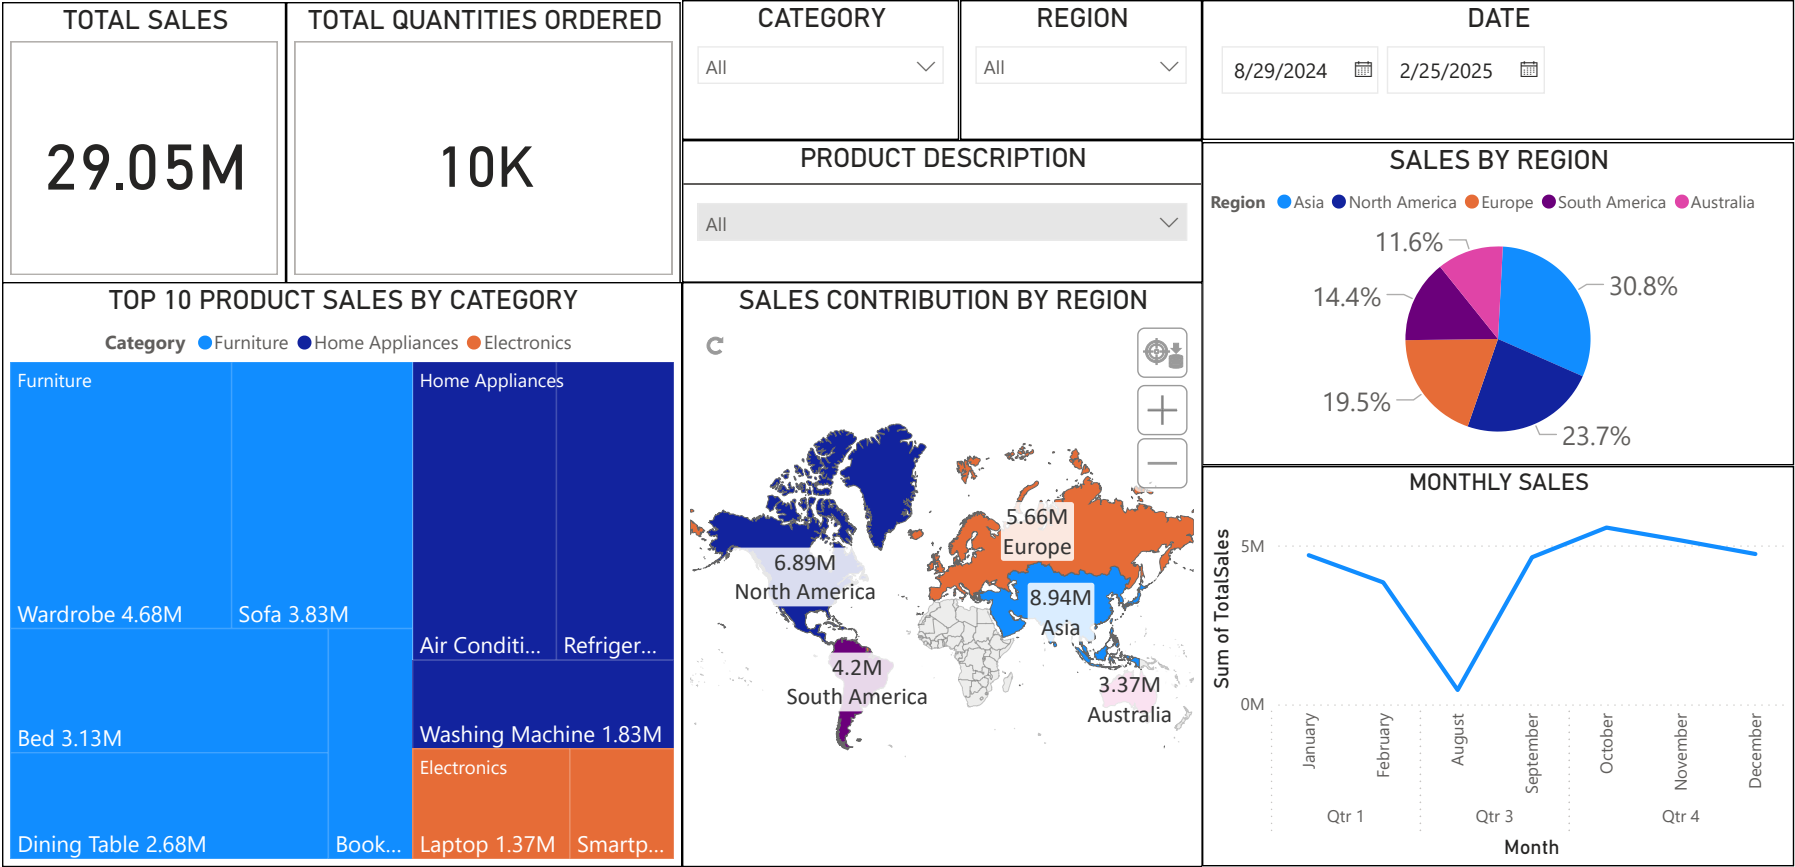 TOTAL SALES
29.05M
TOTAL QUANTITIES ORDERED
10K
CATEGORY
All
REGION
All
DATE
8/29/2024
2/25/2025
PRODUCT DESCRIPTION
All
SALES BY REGION
Region Asia North America Europe South America Australia
11.6%
30.8%
14.4%
19.5%
23.7%
TOP 10 PRODUCT SALES BY CATEGORY
Category Furniture Home Appliances Electronics
Furniture
Wardrobe 4.68M
Sofa 3.83M
Bed 3.13M
Dining Table 2.68M
Book...
Home Appliances
Air Conditi...
Refriger...
Washing Machine 1.83M
Electronics
Laptop 1.37M
Smartp...
SALES CONTRIBUTION BY REGION
5.66M
Europe
6.89M
North America
8.94M
Asia
4.2M
South America
3.37M
Australia
MONTHLY SALES
Sum of TotalSales
5M
0M
January
February
August
September
October
November
December
Qtr 1
Qtr 3
Qtr 4
Month